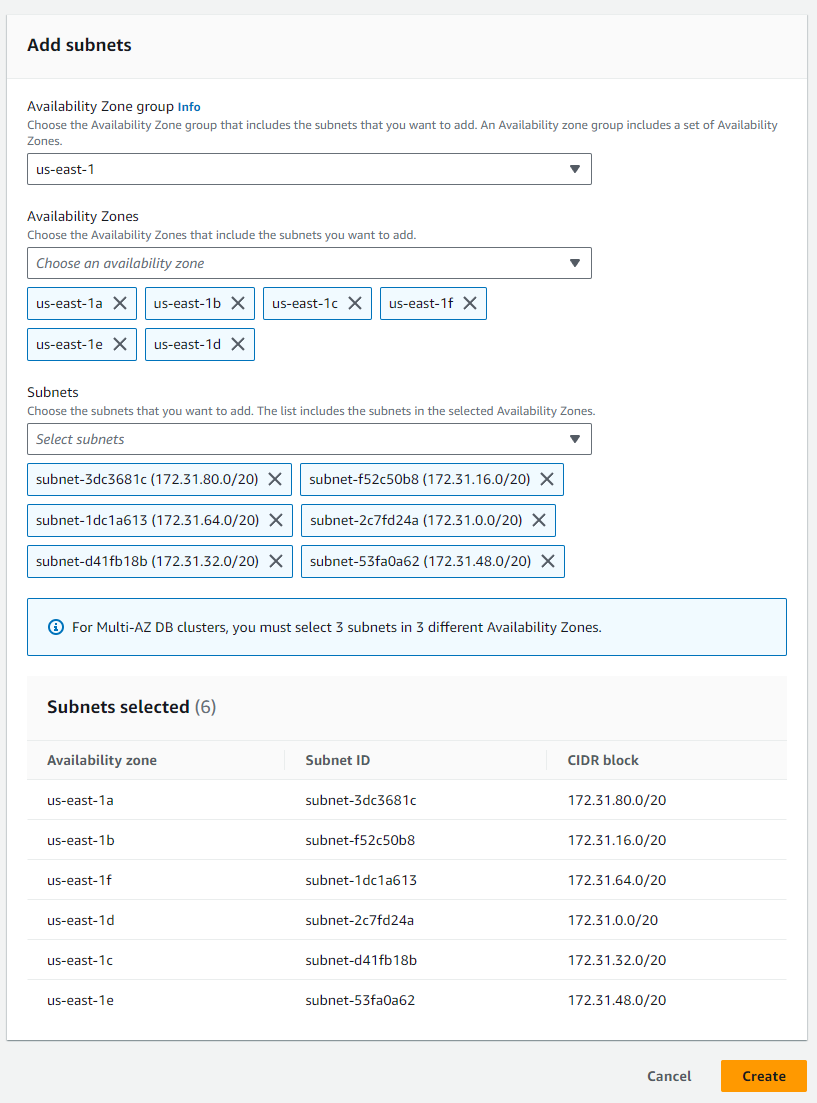 Add subnets
Availability Zone group Info
Choose the Availability Zone group that includes the subnets that you want to add. An Availability zone group includes a set of Availability
Zones.
us-east-1
Availability Zones
Choose the Availability Zones that include the subnets you want to add.
Choose an availability zone
us-east-1a us-east-1b us-east-1c us-east-1f
us-east-1e us-east-1d
Subnets
Choose the subnets that you want to add. The list includes the subnets in the selected Availability Zones.
Select subnets
subnet-3dc3681c (172.31.80.0/20) subnet-f52c50b8 (172.31.16.0/20)
subnet-1dc1a613 (172.31.64.0/20) subnet-2c7fd24a (172.31.0.0/20)
subnet-d41fb18b (172.31.32.0/20) subnet-53fa0a62 (172.31.48.0/20)
For Multi-AZ DB clusters, you must select 3 subnets in 3 different Availability Zones.
Subnets selected (6)
Availability zone Subnet ID CIDR block
us-east-1a subnet-3dc3681c 172.31.80.0/20
us-east-1b subnet-f52c50b8 172.31.16.0/20
us-east-1f subnet-1dc1a613 172.31.64.0/20
us-east-1d subnet-2c7fd24a 172.31.0.0/20
us-east-1c subnet-d41fb18b 172.31.32.0/20
us-east-1e subnet-53fa0a62 172.31.48.0/20
Cancel Create